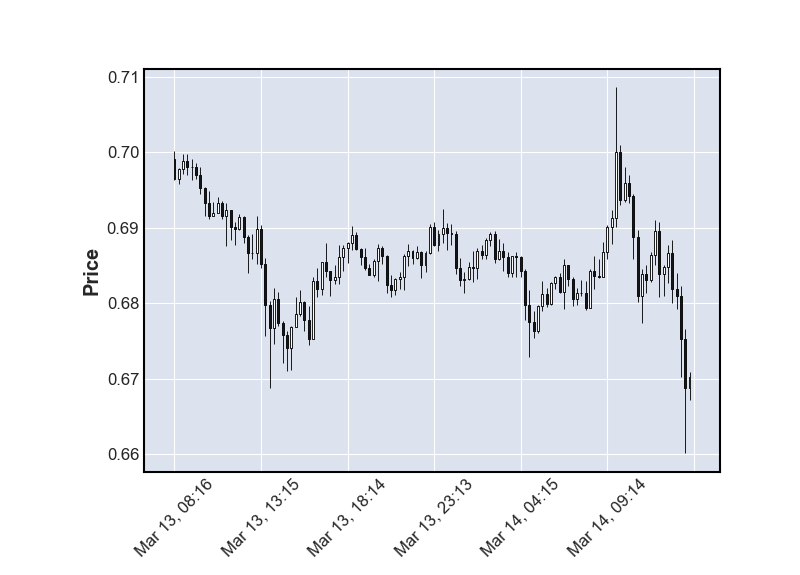 0.71
0.70
0.69
0.68
0.67
0.66
Price
Mar 13, 08:16
Mar 13, 13:15
Mar 13, 18:14
Mar 13, 23:13
Mar 14, 04:15
Mar 14, 09:14